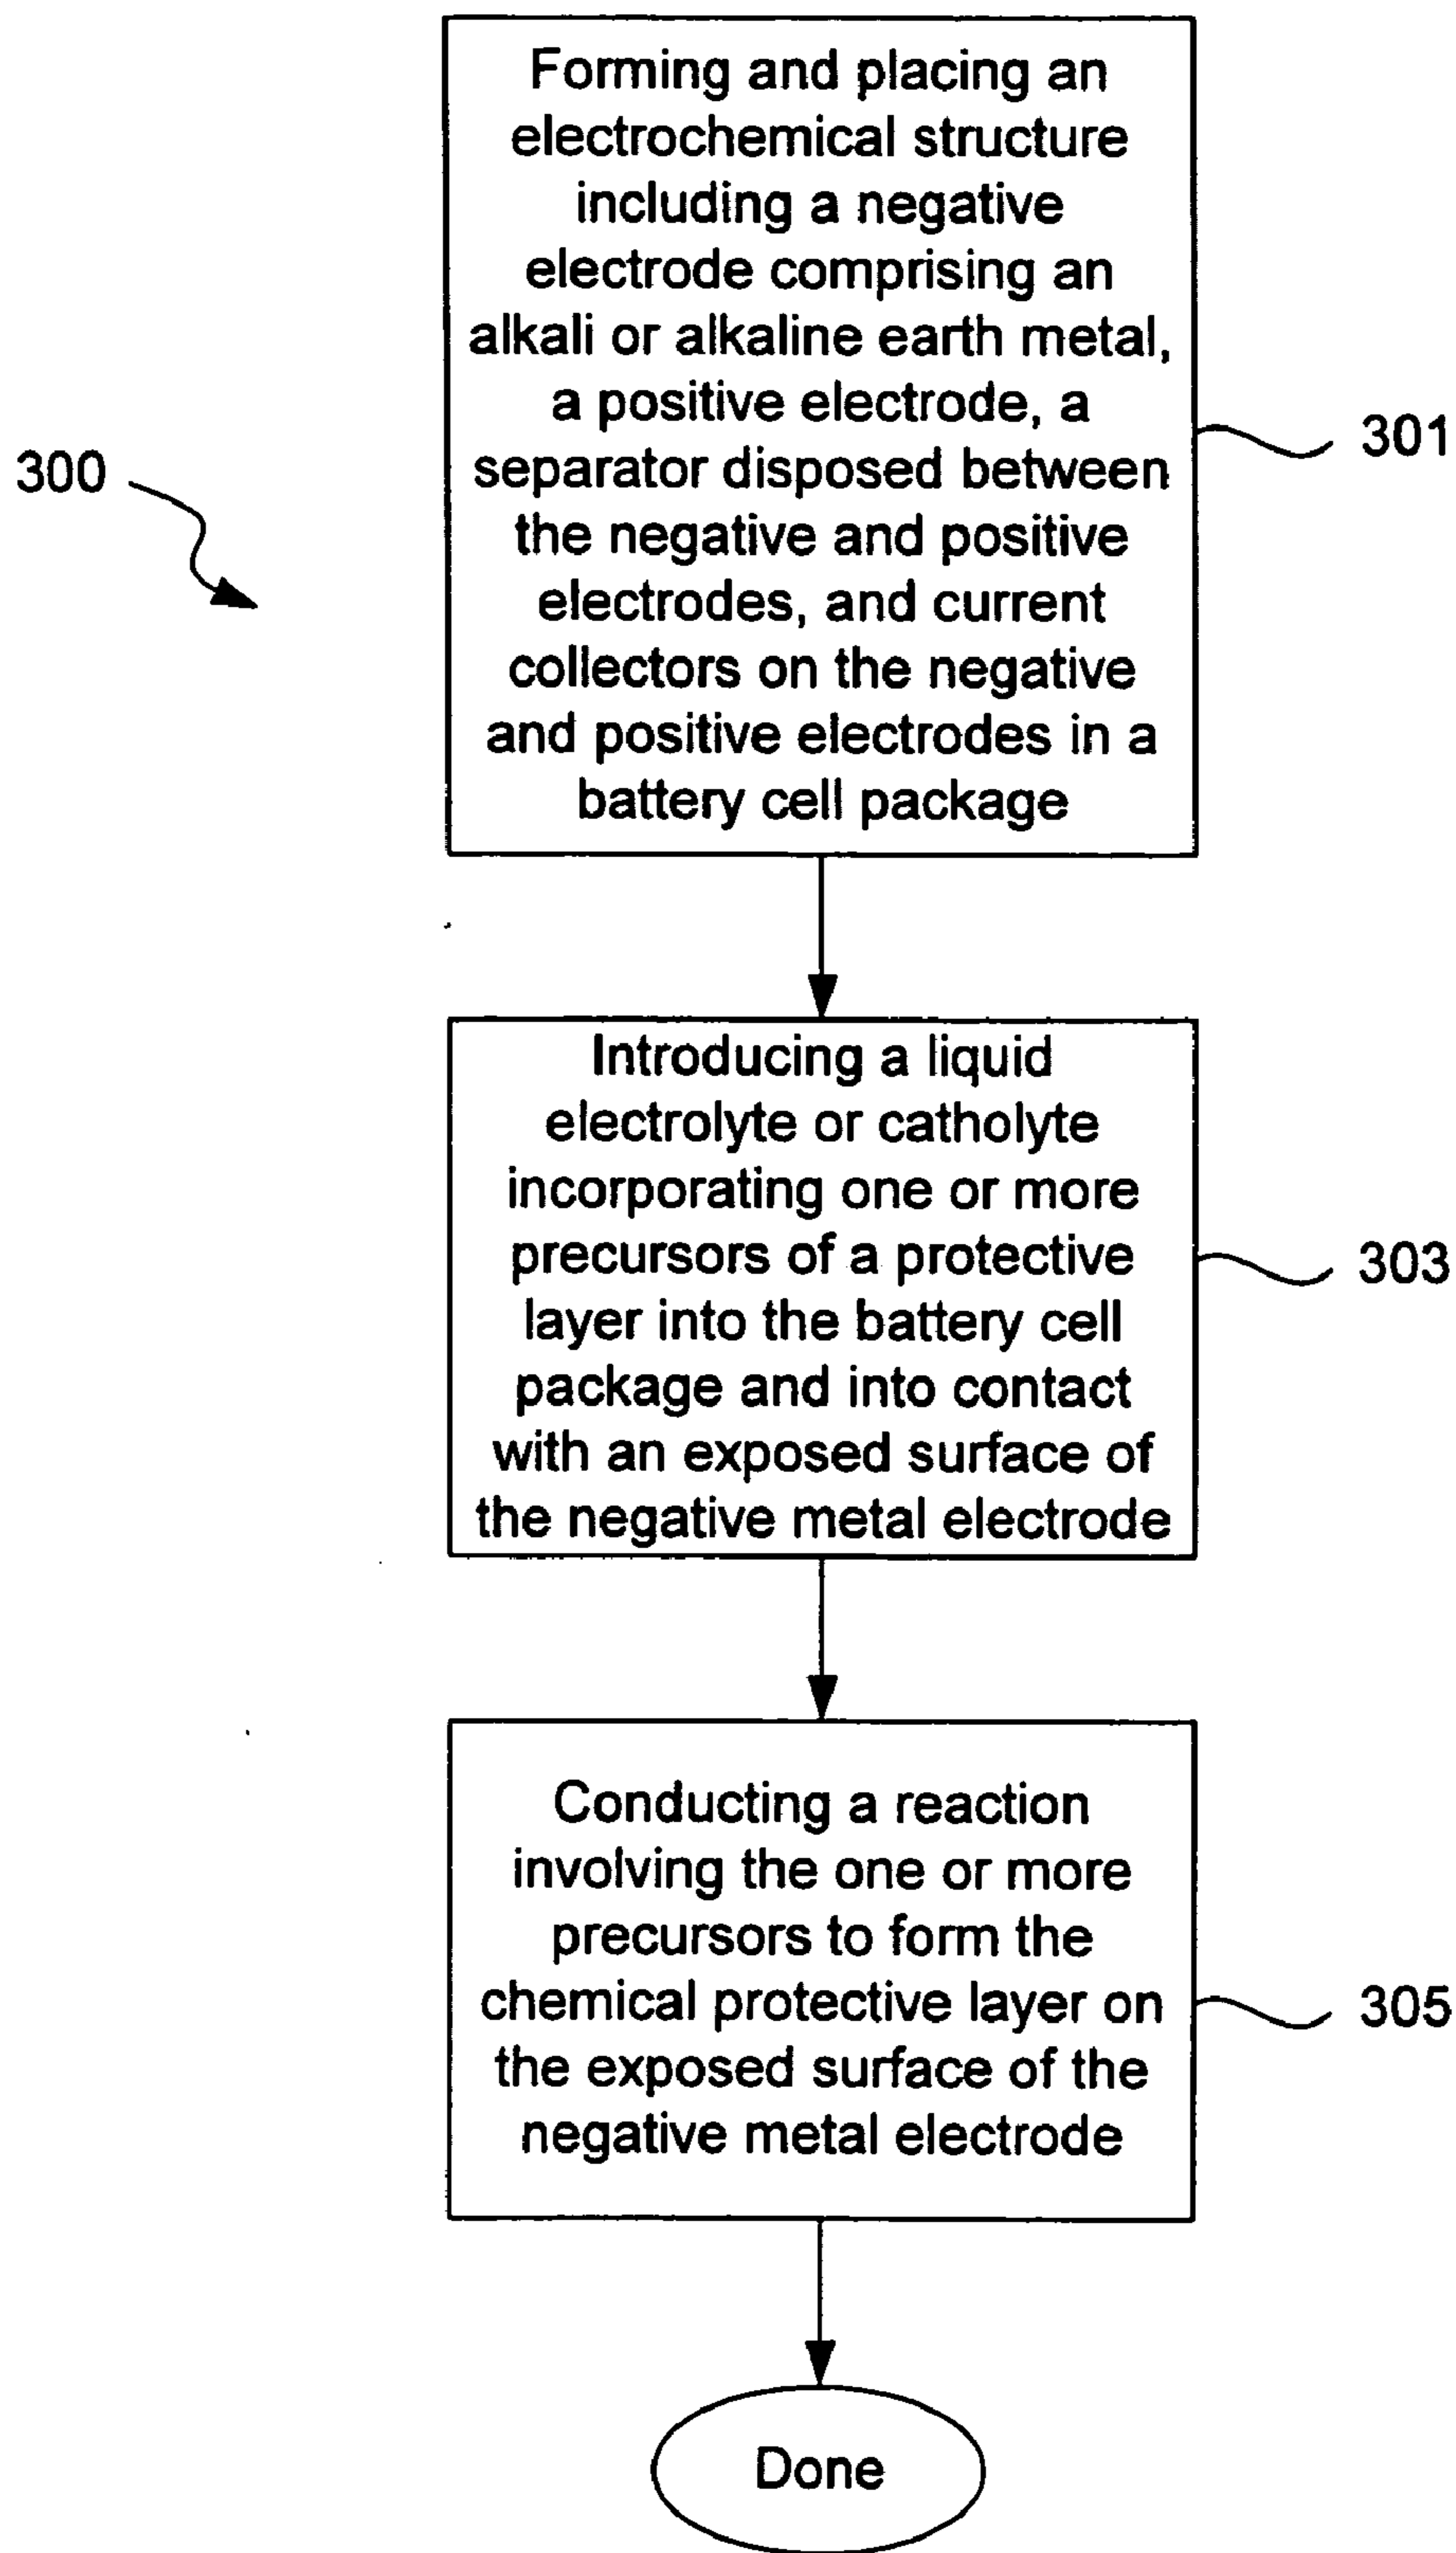 Forming and placing an
electrochemical structure
including a negative
electrode comprising an
alkali or alkaline earth metal,
a positive electrode, a
separator disposed between
the negative and positive
electrodes, and current
collectors on the negative
and positive electrodes in a
battery cell package
301
300
Introducing a liquid
electrolyte or catholyte
incorporating one or more
precursors of a protective
layer into the battery cell
package and into contact
with an exposed surface of
the negative metal electrode
303
Conducting a reaction
involving the one or more
precursors to form the
chemical protective layer on
the exposed surface of the
negative metal electrode
305
Done